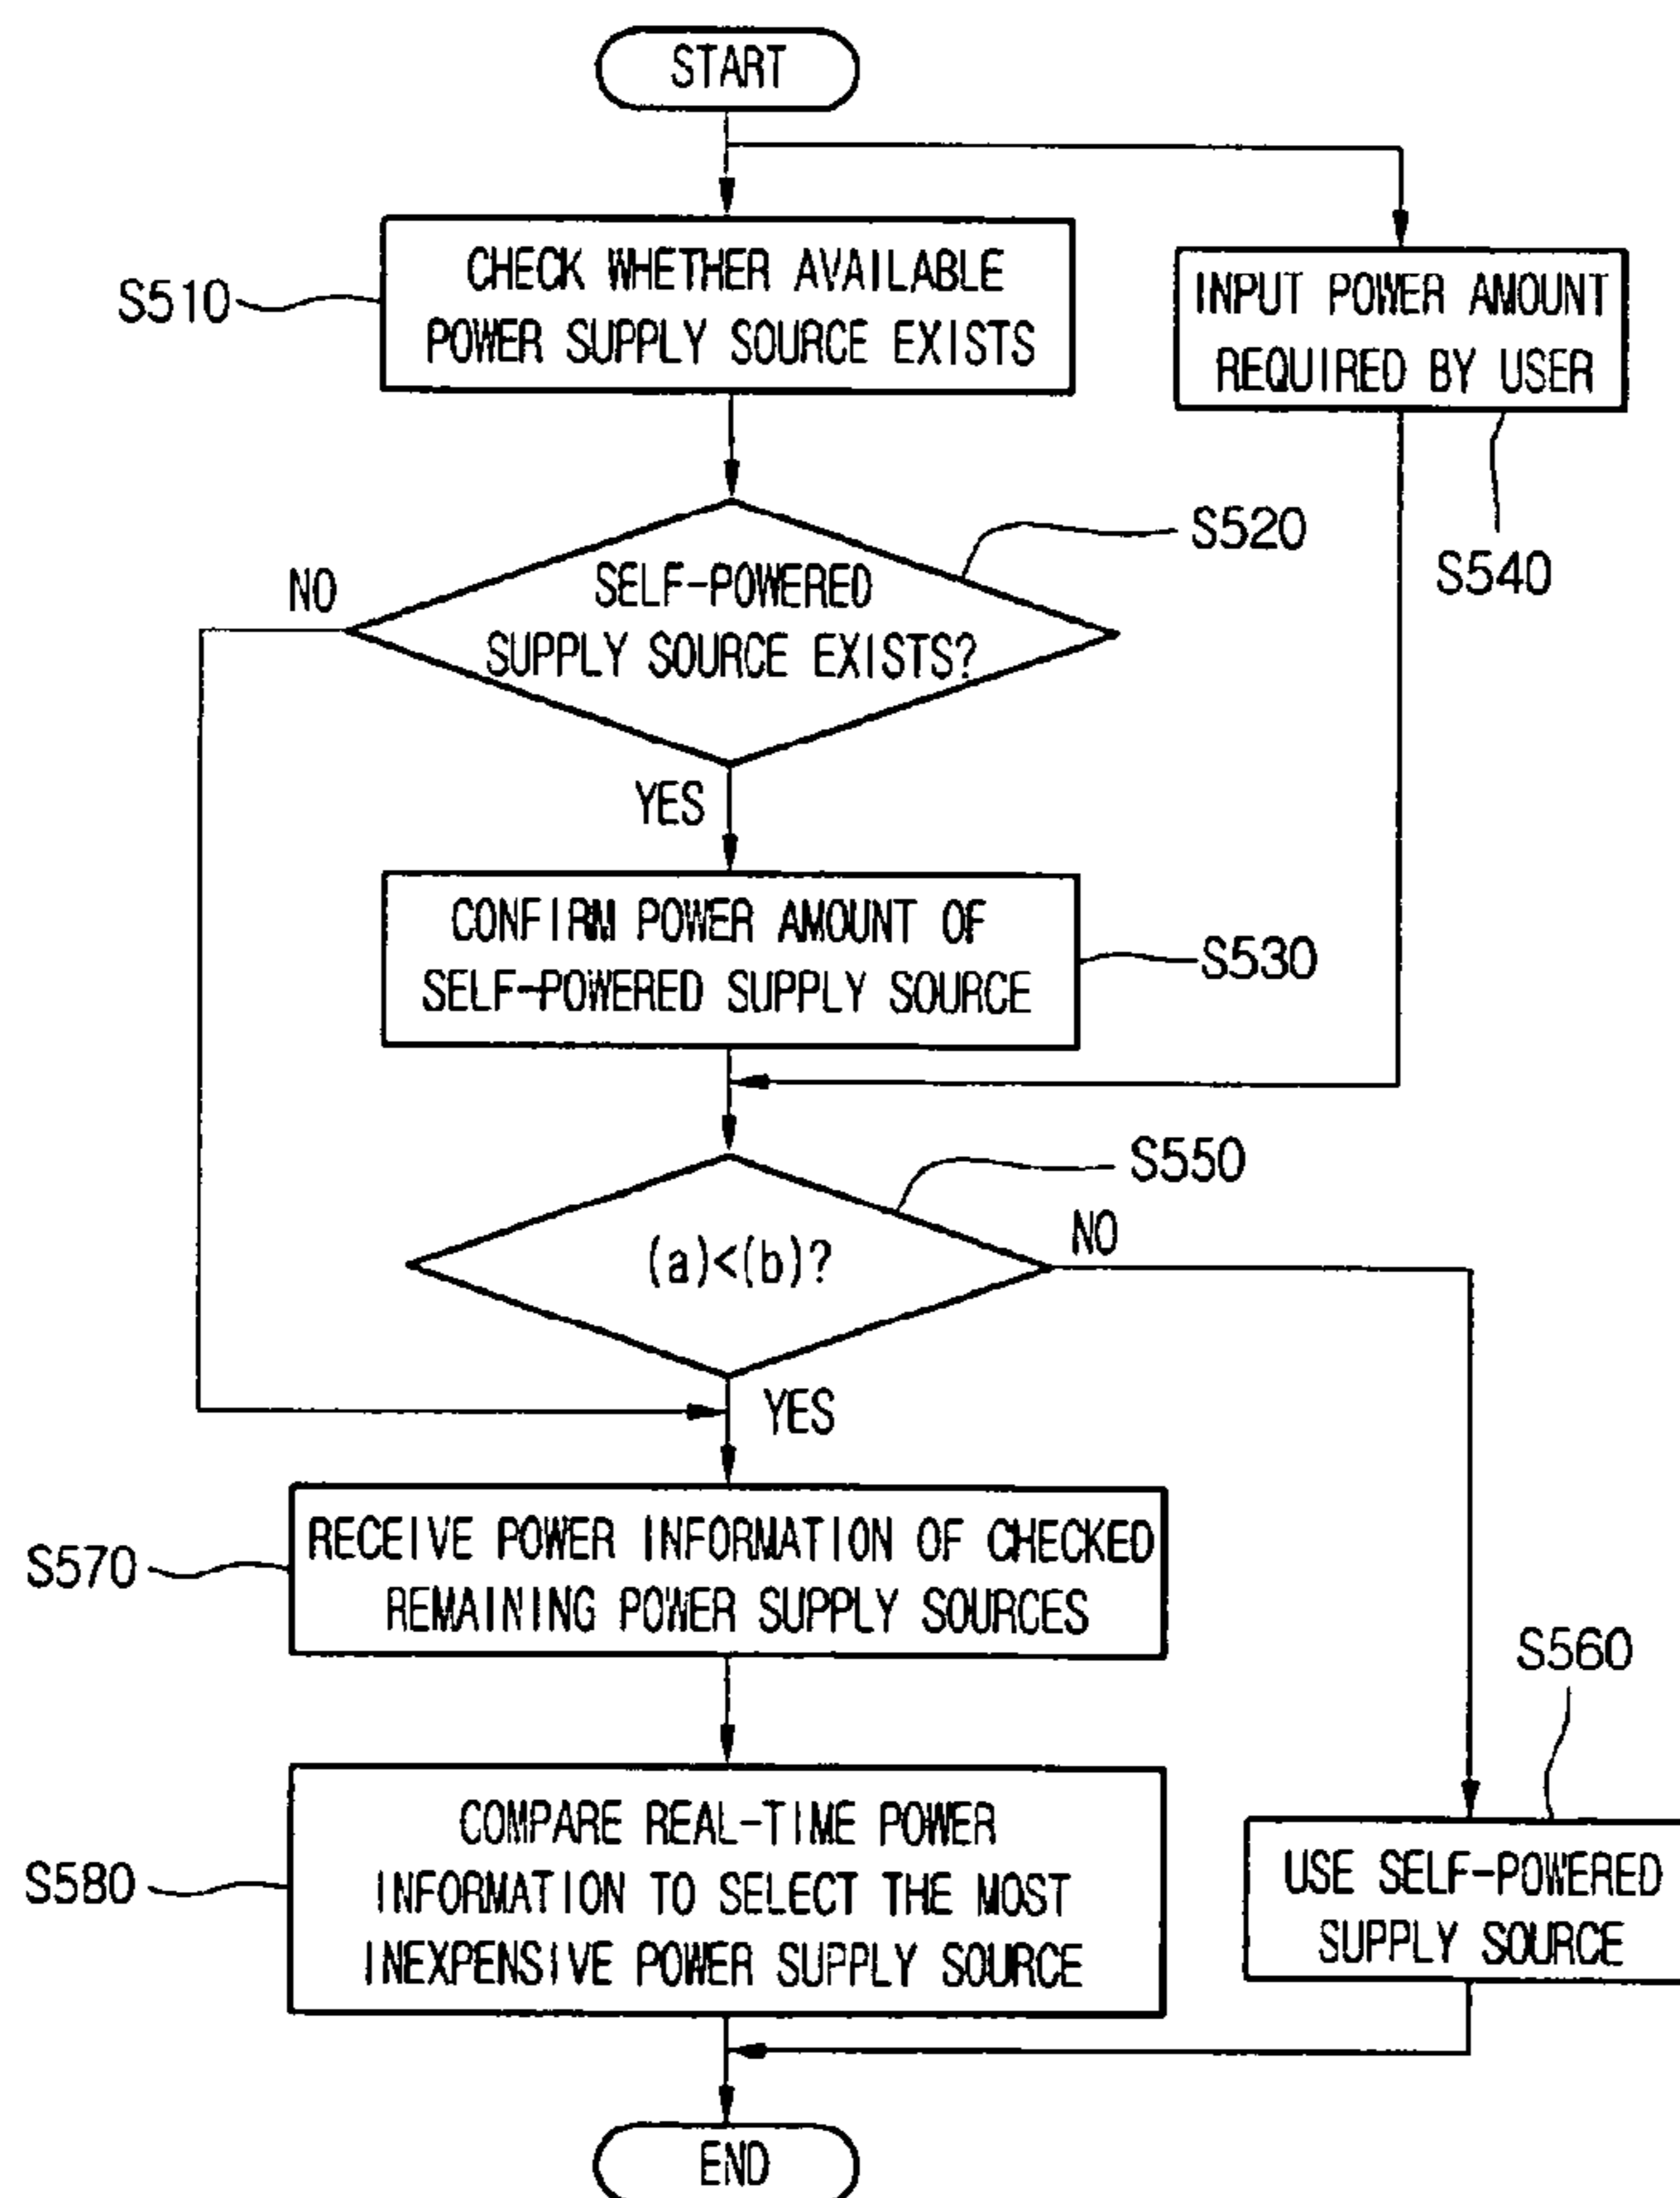 START
S510
CHECK WHETHER AVAILABLE
POWER SUPPLY SOURCE EXISTS
INPUT POWER AMOUNT
REQUIRED BY USER
S540
S520
NO
SELF-POWERED
SUPPLY SOURCE EXISTS?
YES
CONFIRM POWER AMOUNT OF
SELF-POWERED SUPPLY SOURCE
S530
S550
(a)<(b)?
NO
YES
S570
RECEIVE POWER INFORMATION OF CHECKED
REMAINING POWER SUPPLY SOURCES
S560
S580
COMPARE REAL-TIME POWER
INFORMATION TO SELECT THE MOST
INEXPENSIVE POWER SUPPLY SOURCE
USE SELF-POWERED
SUPPLY SOURCE
END